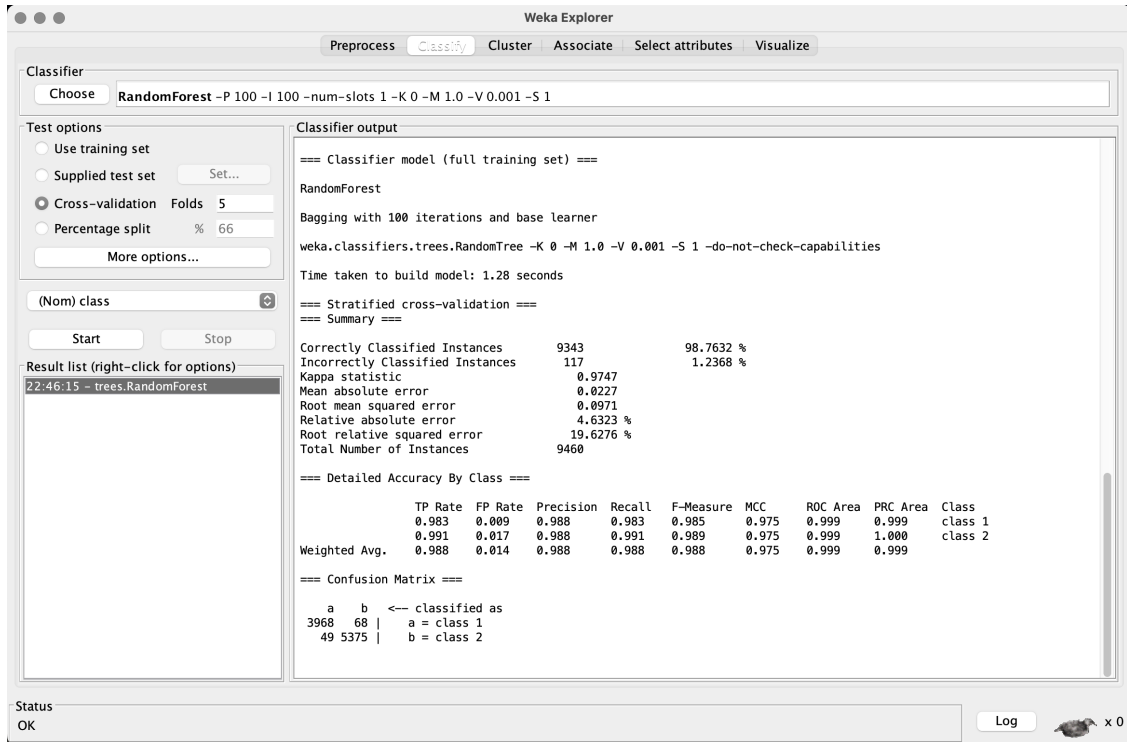 Weka Explorer
Preprocess Classify Cluster Associate Select attributes Visualize
Classifier
Choose RandomForest -P 100 -I 100 -num-slots 1 -K 0 -M 1.0 -V 0.001 -S 1
Test options
Use training set
Supplied test set Set...
Cross-validation Folds 5
Percentage split % 66
More options...
(Nom) class
Start Stop
Result list (right-click for options)
22:46:15 - trees.RandomForest
Classifier output
=== Classifier model (full training set) ===
RandomForest
Bagging with 100 iterations and base learner
weka.classifiers.trees.RandomTree -K 0 -M 1.0 -V 0.001 -S 1 -do-not-check-capabilities
Time taken to build model: 1.28 seconds
=== Stratified cross-validation ===
=== Summary ===
Correctly Classified Instances 9343 98.7632 %
Incorrectly Classified Instances 117 1.2368 %
Kappa statistic 0.9747
Mean absolute error 0.0227
Root mean squared error 0.0971
Relative absolute error 4.6323 %
Root relative squared error 19.6276 %
Total Number of Instances 9460
=== Detailed Accuracy By Class ===
TP Rate FP Rate Precision Recall F-Measure MCC ROC Area PRC Area Class
0.983 0.009 0.988 0.983 0.985 0.975 0.999 0.999 class 1
0.991 0.017 0.988 0.991 0.989 0.975 0.999 1.000 class 2
Weighted Avg. 0.988 0.014 0.988 0.988 0.988 0.975 0.999 0.999
=== Confusion Matrix ===
a b <-- classified as
3968 68 | a = class 1
49 5375 | b = class 2
Status
OK
Log x 0